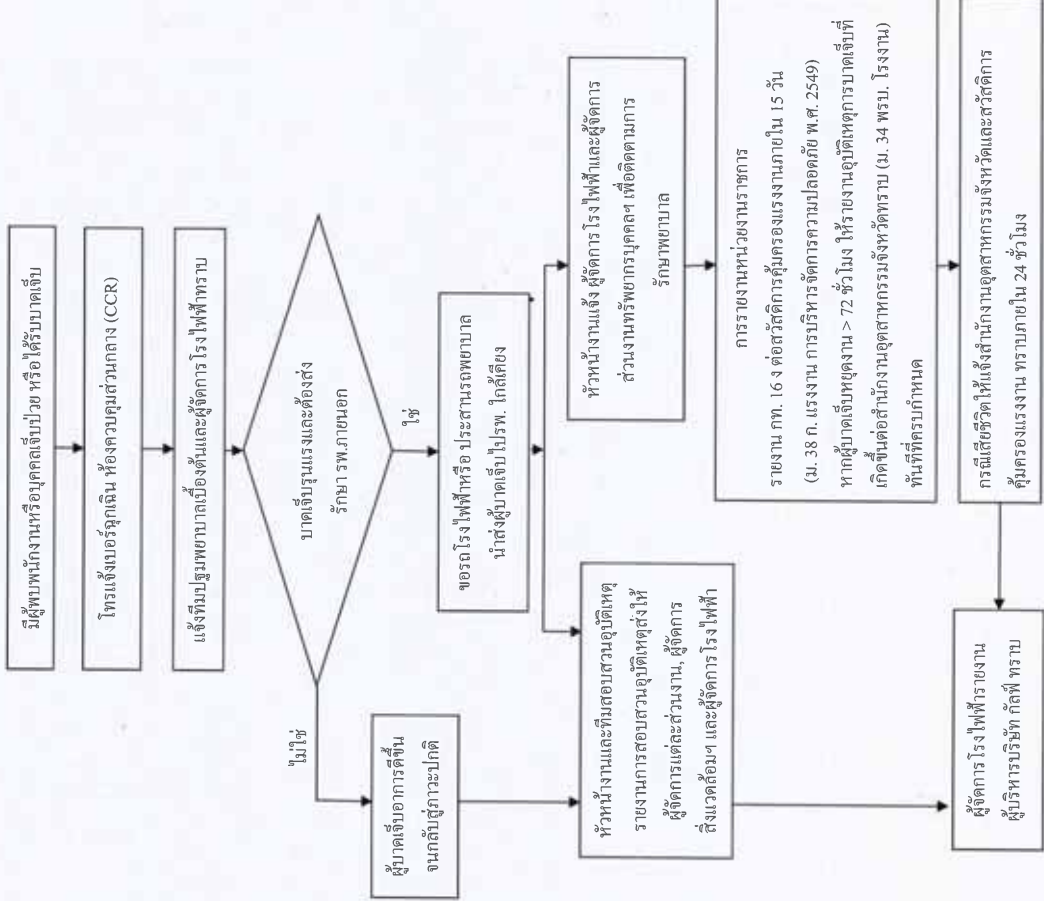 มีผู้พบพนักงานหรือบุคคลเจ็บป่วย หรือได้รับบาดเจ็บ
โทรแจ้งเบอร์ฉุกเฉิน ห้องควบคุมส่วนกลาง (CCR)
แจ้งทีมปฐมพยาบาลเบื้องต้นและผู้จัดการโรงไฟฟ้าทราบ
บาดเจ็บรุนแรงและต้องส่ง
รักษา รพ.ภายนอก
ไม่ใช่
ใช่
ผู้บาดเจ็บอาการดีขึ้น
จนกลับสู่ภาวะปกติ
ขอรถโรงไฟฟ้าหรือ ประสานรถพยาบาล
นำส่งผู้บาดเจ็บไปรพ. ใกล้เคียง
หัวหน้างานและทีมสอบสวนอุบัติเหตุ
รายงานการสอบสวนอุบัติเหตุส่งให้
ผู้จัดการแต่ละส่วนงาน, ผู้จัดการ
สิ่งแวดล้อมฯ และผู้จัดการโรงไฟฟ้า
หัวหน้างานแจ้ง ผู้จัดการโรงไฟฟ้าและผู้จัดการ
ส่วนงานทรัพยากรบุคคลฯ เพื่อติดตามการ
รักษาพยาบาล
การรายงานหน่วยงานราชการ
รายงาน กท. 16 ง ต่อสวัสดิการคุ้มครองแรงงานภายใน 15 วัน
(ม. 38 ก. แรงงาน การบริหารจัดการความปลอดภัย พ.ศ. 2549)
หากผู้บาดเจ็บหยุดงาน > 72 ชั่วโมง ให้รายงานอุบัติเหตุการบาดเจ็บที่
เกิดขึ้นต่อสำนักงานอุตสาหกรรมจังหวัดทราบ (ม. 34 พรบ. โรงงาน)
ทันทีที่ครบกำหนด
กรณีเสียชีวิตให้แจ้งสำนักงานอุตสาหกรรมจังหวัดและสวัสดิการ
คุ้มครองแรงงาน ทราบภายใน 24 ชั่วโมง
ผู้จัดการโรงไฟฟ้ารายงาน
ผู้บริหารบริษัท กัลฟ์ ทราบ